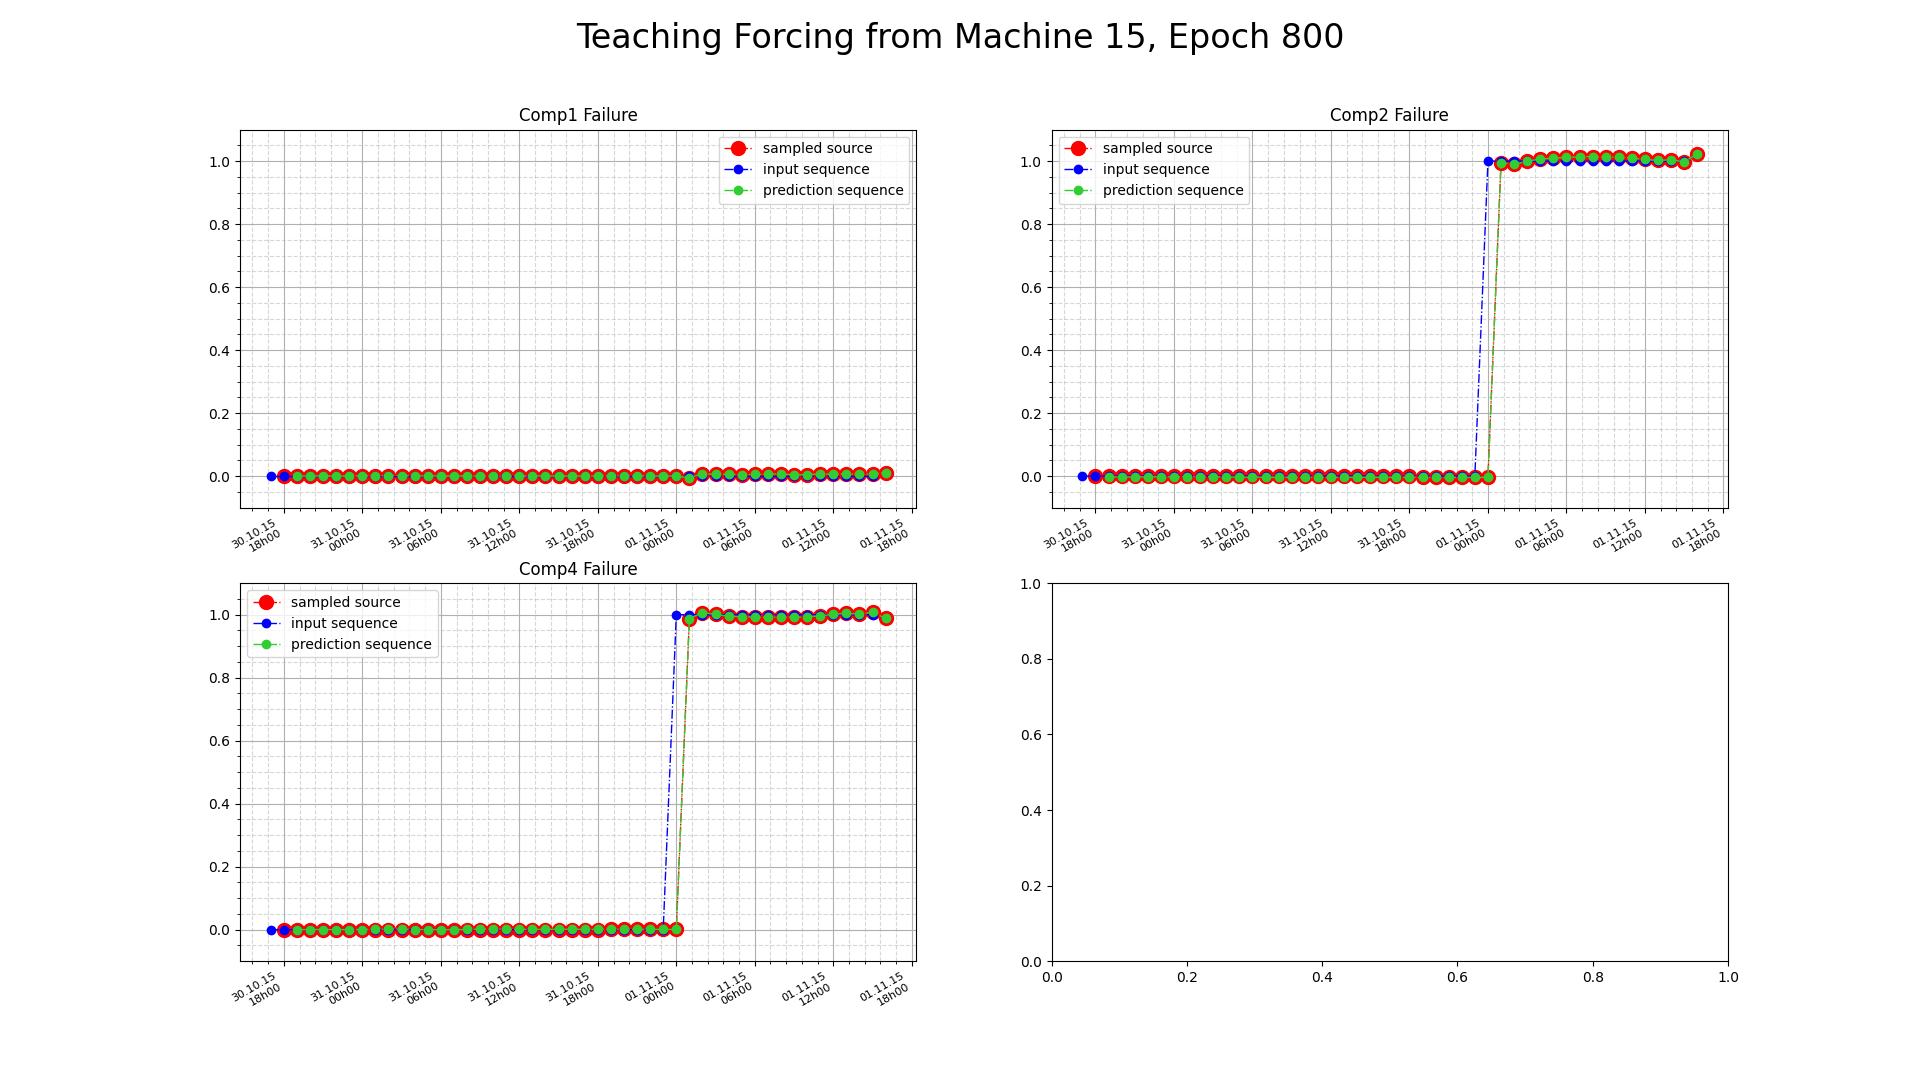 Teaching Forcing from Machine 15, Epoch 800
Comp1 Failure
sampled source
input sequence
prediction sequence
1.0
0.8
0.6
0.4
0.2
0.0
30.10.15
18h00
31.10.15
00h00
31.10.15
06h00
31.10.15
12h00
31.10.15
18h00
01.11.15
00h00
01.11.15
06h00
01.11.15
12h00
01.11.15
18h00
Comp2 Failure
sampled source
input sequence
prediction sequence
1.0
0.8
0.6
0.4
0.2
0.0
30.10.15
18h00
31.10.15
00h00
31.10.15
06h00
31.10.15
12h00
31.10.15
18h00
01.11.15
00h00
01.11.15
06h00
01.11.15
12h00
01.11.15
18h00
Comp4 Failure
sampled source
input sequence
prediction sequence
1.0
0.8
0.6
0.4
0.2
0.0
30.10.15
18h00
31.10.15
00h00
31.10.15
06h00
31.10.15
12h00
31.10.15
18h00
01.11.15
00h00
01.11.15
06h00
01.11.15
12h00
01.11.15
18h00
1.0
0.8
0.6
0.4
0.2
0.0
0.0 0.2 0.4 0.6 0.8 1.0